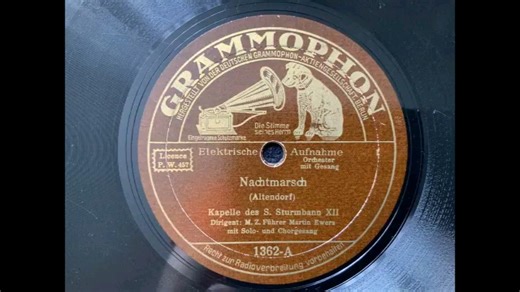 GRAMMOPHON
HERGESTELLT VON DER DEUTSCHEN GRAMMOPHON-AKTIENGESELLSCHAFT, BERLIN
Die Stimme
seines Herrn
Eingetragene Schutzmarke
Licence
P. W. 457
Elektrische Aufnahme
Orchester
mit Gesang
Nachtmarsch
(Altendorf)
Kapelle des S. Sturmbann XII
Dirigent: M. Z. Führer Martin Ewers
mit Solo- und Chorgesang
1362-A
Recht zur Radioverbreitung vorbehalten